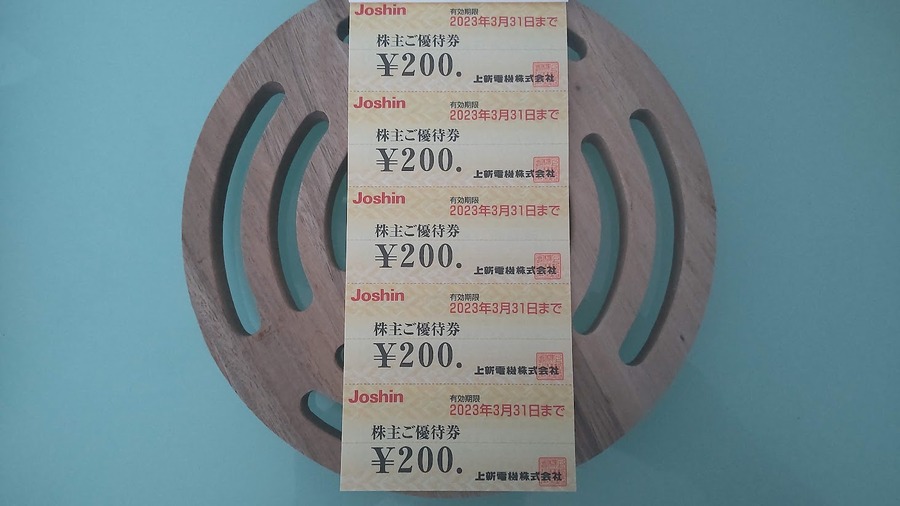 Joshin
有効期限
2023年3月31日まで
株主ご優待券
¥200.
上新電機株式会社
Joshin
有効期限
2023年3月31日まで
株主ご優待券
¥200.
上新電機株式会社
Joshin
有効期限
2023年3月31日まで
株主ご優待券
¥200.
上新電機株式会社
Joshin
有効期限
2023年3月31日まで
株主ご優待券
¥200.
上新電機株式会社
Joshin
有効期限
2023年3月31日まで
株主ご優待券
¥200.
上新電機株式会社